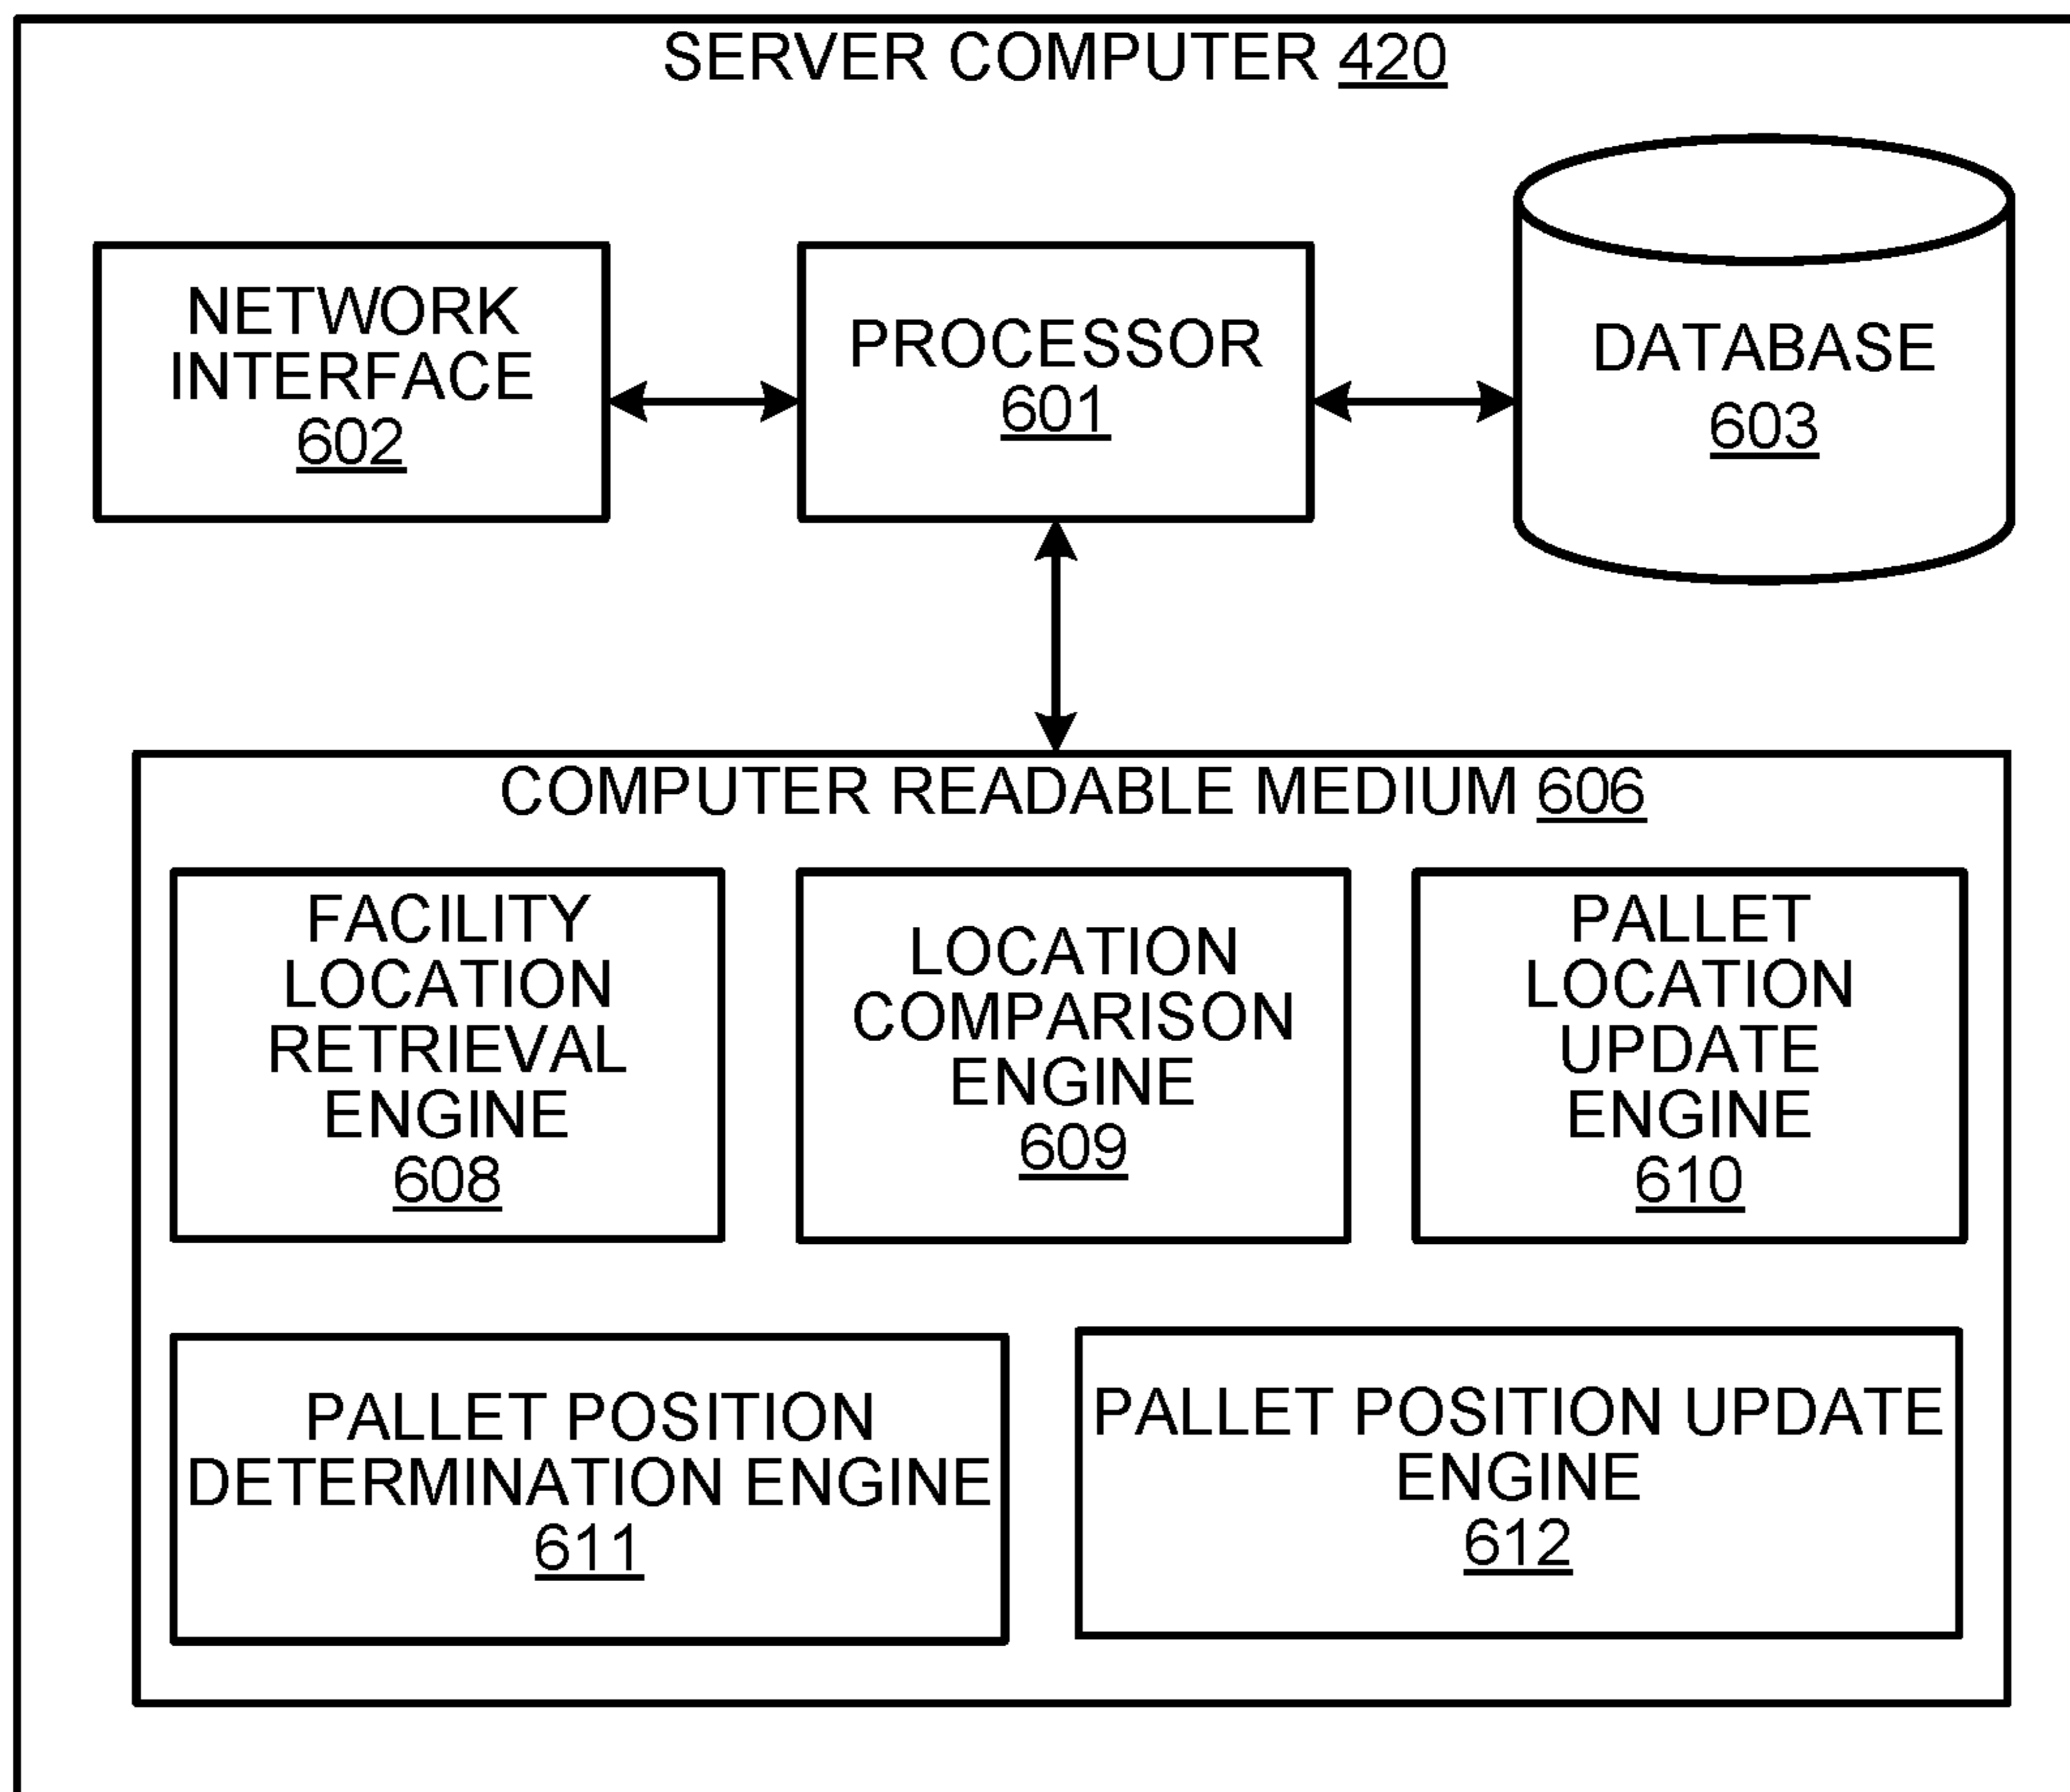 SERVER COMPUTER 420
NETWORK
INTERFACE
602
PROCESSOR
601
DATABASE
603
COMPUTER READABLE MEDIUM 606
FACILITY
LOCATION
RETRIEVAL
ENGINE
608
LOCATION
COMPARISON
ENGINE
609
PALLET
LOCATION
UPDATE
ENGINE
610
PALLET POSITION
DETERMINATION ENGINE
611
PALLET POSITION UPDATE
ENGINE
612